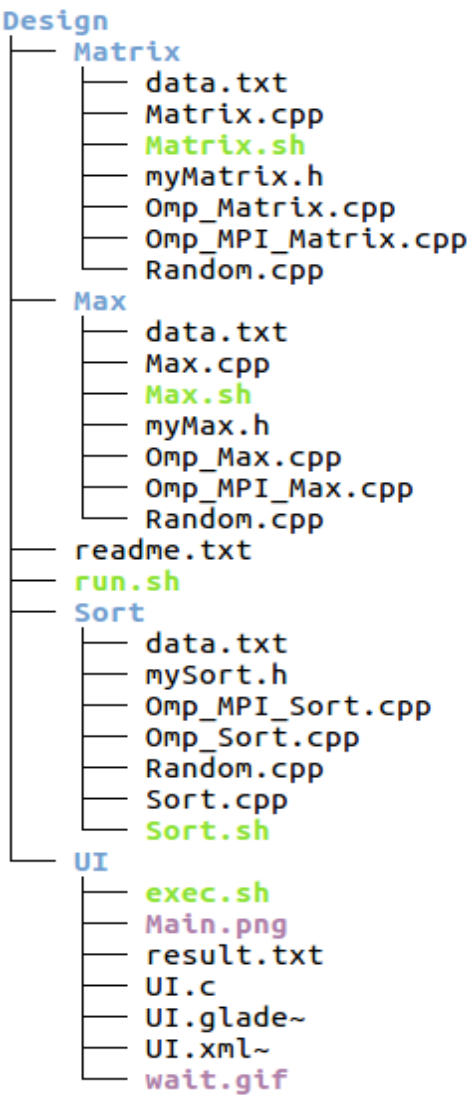 Design
Matrix
data.txt
Matrix.cpp
Matrix.sh
myMatrix.h
Omp_Matrix.cpp
Omp_MPI_Matrix.cpp
Random.cpp
Max
data.txt
Max.cpp
Max.sh
myMax.h
Omp_Max.cpp
Omp_MPI_Max.cpp
Random.cpp
readme.txt
run.sh
Sort
data.txt
mySort.h
Omp_MPI_Sort.cpp
Omp_Sort.cpp
Random.cpp
Sort.cpp
Sort.sh
UI
exec.sh
Main.png
result.txt
UI.c
UI.glade~
UI.xml~
wait.gif